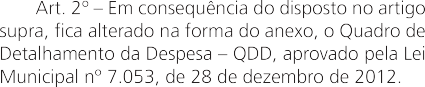 Art. 2º – Em consequência do disposto no artigo
supra, fica alterado na forma do anexo, o Quadro de
Detalhamento da Despesa – QDD, aprovado pela Lei
Municipal nº 7.053, de 28 de dezembro de 2012.